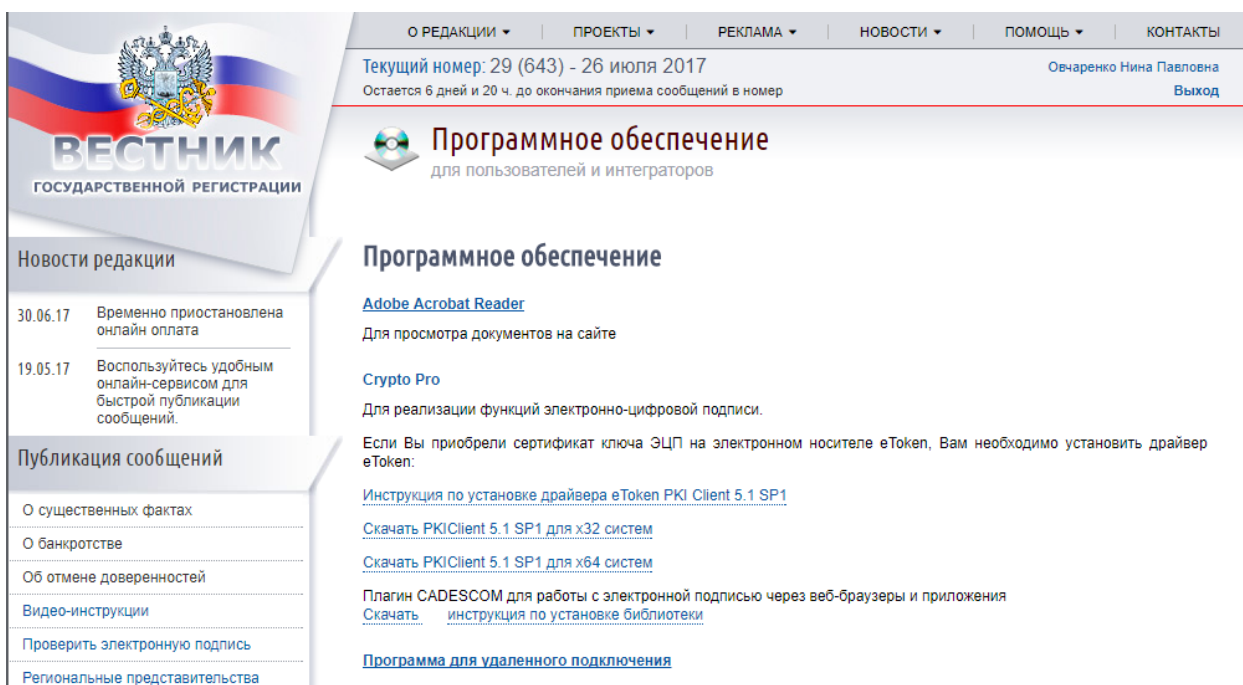 О РЕДАКЦИИ
ПРОЕКТЫ
РЕКЛАМА
НОВОСТИ
ПОМОЩЬ
КОНТАКТЫ
Текущий номер: 29 (643) - 26 июля 2017
Овчаренко Нина Павловна
Остается 6 дней и 20 ч. до окончания приема сообщений в номер
Выход
ВЕСТНИК
ГОСУДАРСТВЕННОЙ РЕГИСТРАЦИИ
Программное обеспечение
для пользователей и интеграторов
Новости редакции
30.06.17 Временно приостановлена
онлайн оплата
19.05.17 Воспользуйтесь удобным
онлайн-сервисом для
быстрой публикации
сообщений.
Публикация сообщений
О существенных фактах
О банкротстве
Об отмене доверенностей
Видео-инструкции
Проверить электронную подпись
Региональные представительства
Программное обеспечение
Adobe Acrobat Reader
Для просмотра документов на сайте
Crypto Pro
Для реализации функций электронно-цифровой подписи.
Если Вы приобрели сертификат ключа ЭЦП на электронном носителе eToken, Вам необходимо установить драйвер
eToken:
Инструкция по установке драйвера eToken PKI Client 5.1 SP1
Скачать PKIClient 5.1 SP1 для x32 систем
Скачать PKIClient 5.1 SP1 для x64 систем
Плагин CADESCOM для работы с электронной подписью через веб-браузеры и приложения
Скачать инструкция по установке библиотеки
Программа для удаленного подключения